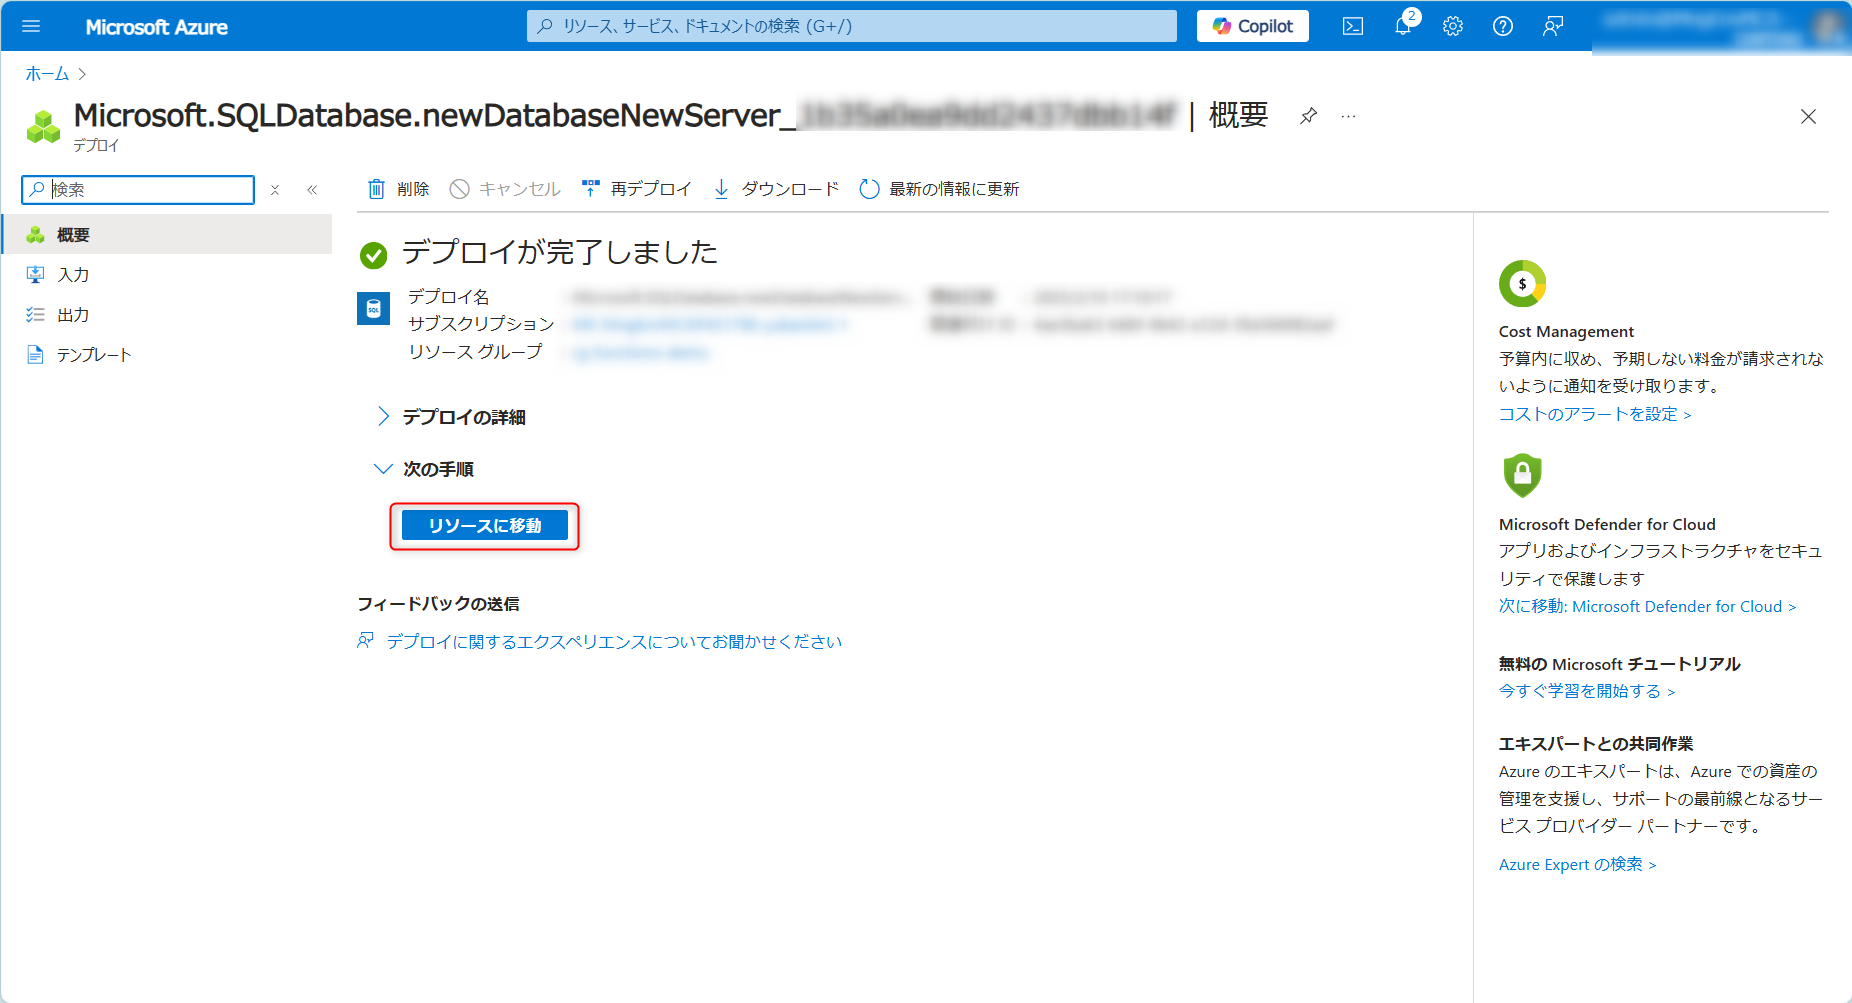 Microsoft Azure
リソース、サービス、ドキュメントの検索 (G+/)
Copilot
2
ホーム >
Microsoft.SQLDatabase.newDatabaseNewServer_ | 概要
デプロイ
検索
概要
入力
出力
テンプレート
削除
キャンセル
再デプロイ
ダウンロード
最新の情報に更新
デプロイが完了しました
デプロイ名
サブスクリプション
リソース グループ
デプロイの詳細
次の手順
リソースに移動
フィードバックの送信
デプロイに関するエクスペリエンスについてお聞かせください
Cost Management
予算内に収め、予期しない料金が請求されな
いように通知を受け取ります。
コストのアラートを設定 >
Microsoft Defender for Cloud
アプリおよびインフラストラクチャをセキュ
リティで保護します
次に移動: Microsoft Defender for Cloud >
無料の Microsoft チュートリアル
今すぐ学習を開始する >
エキスパートとの共同作業
Azure のエキスパートは、Azure での資産の
管理を支援し、サポートの最前線となるサー
ビス プロバイダー パートナーです。
Azure Expert の検索 >